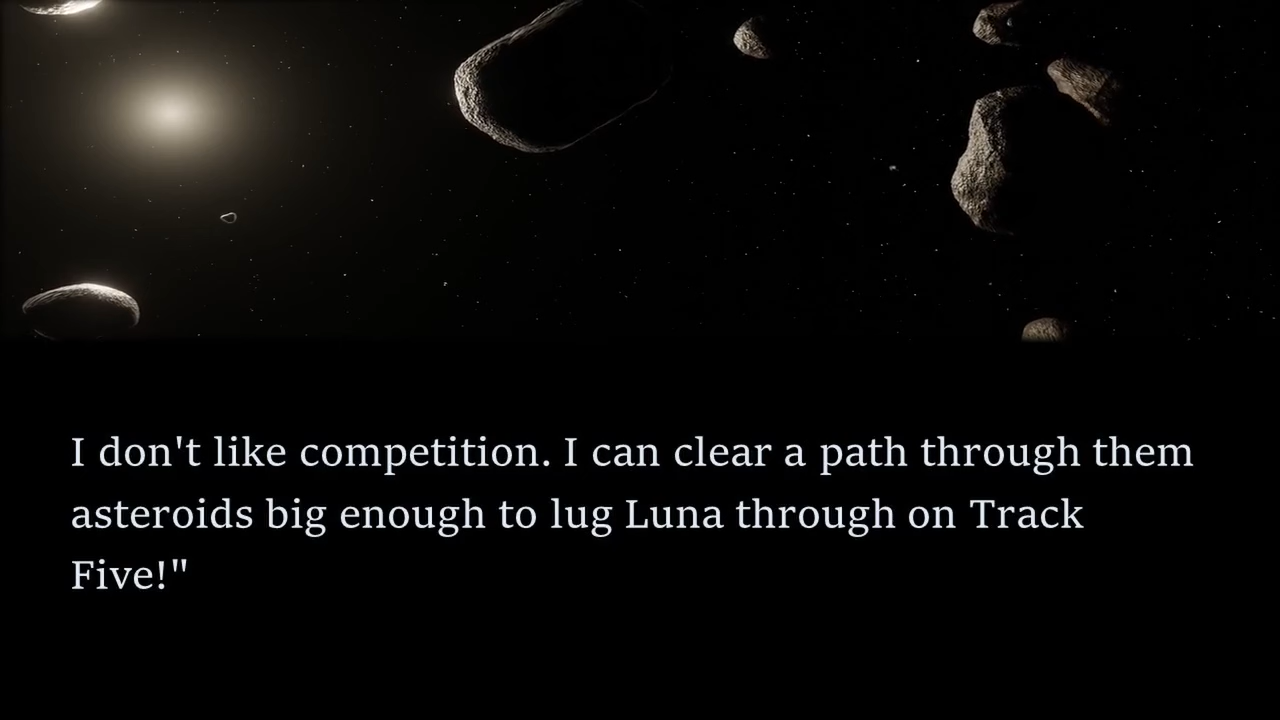 I don't like competition. I can clear a path through them
asteroids big enough to lug Luna through on Track
Five!"